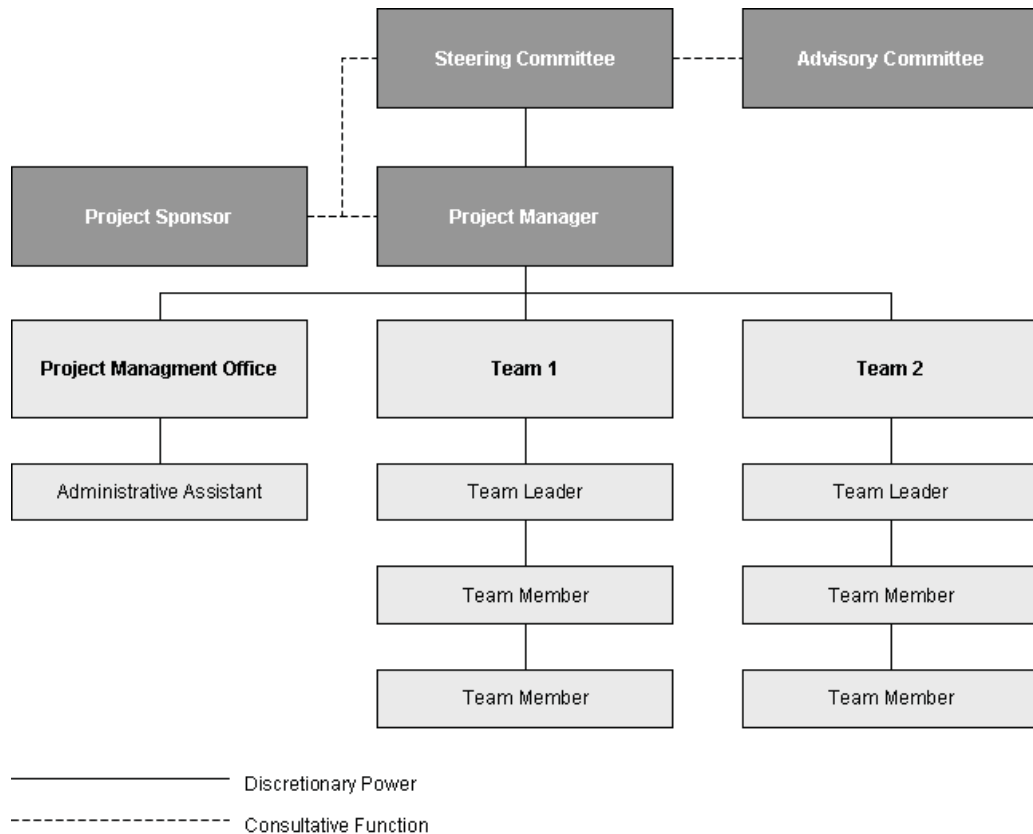 Steering Committee
Advisory Committee
Project Sponsor
Project Manager
Project Managment Office
Team 1
Team 2
Administrative Assistant
Team Leader
Team Leader
Team Member
Team Member
Team Member
Team Member
Discretionary Power
Consultative Function